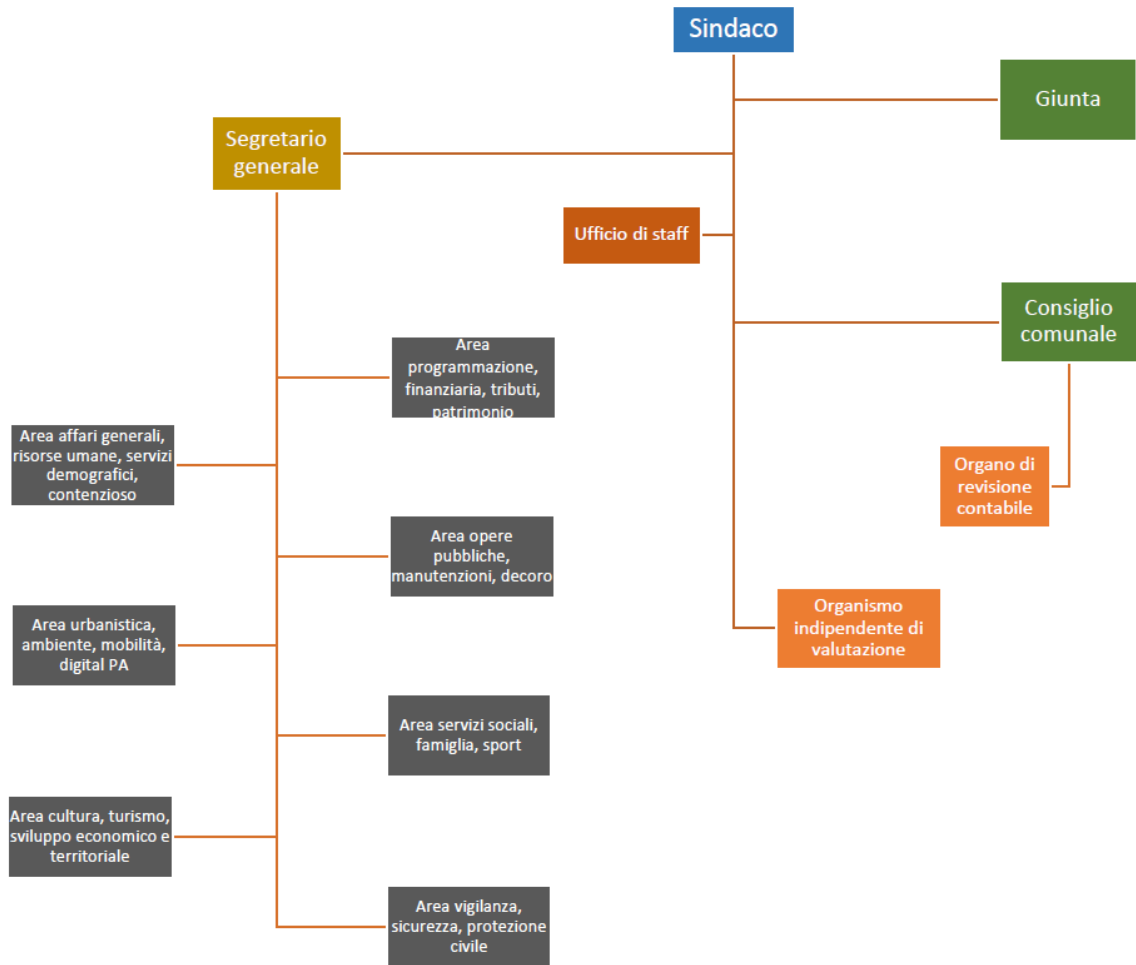 Sindaco
Giunta
Segretario
generale
Ufficio di staff
Consiglio
comunale
Area
programmazione,
finanziaria, tributi,
patrimonio
Area affari generali,
risorse umane, servizi
demografici,
contenzioso
Organo di
revisione
contabile
Area opere
pubbliche,
manutenzioni, decoro
Organismo
indipendente di
valutazione
Area urbanistica,
ambiente, mobilità,
digital PA
Area servizi sociali,
famiglia, sport
Area cultura, turismo,
sviluppo economico e
territoriale
Area vigilanza,
sicurezza, protezione
civile